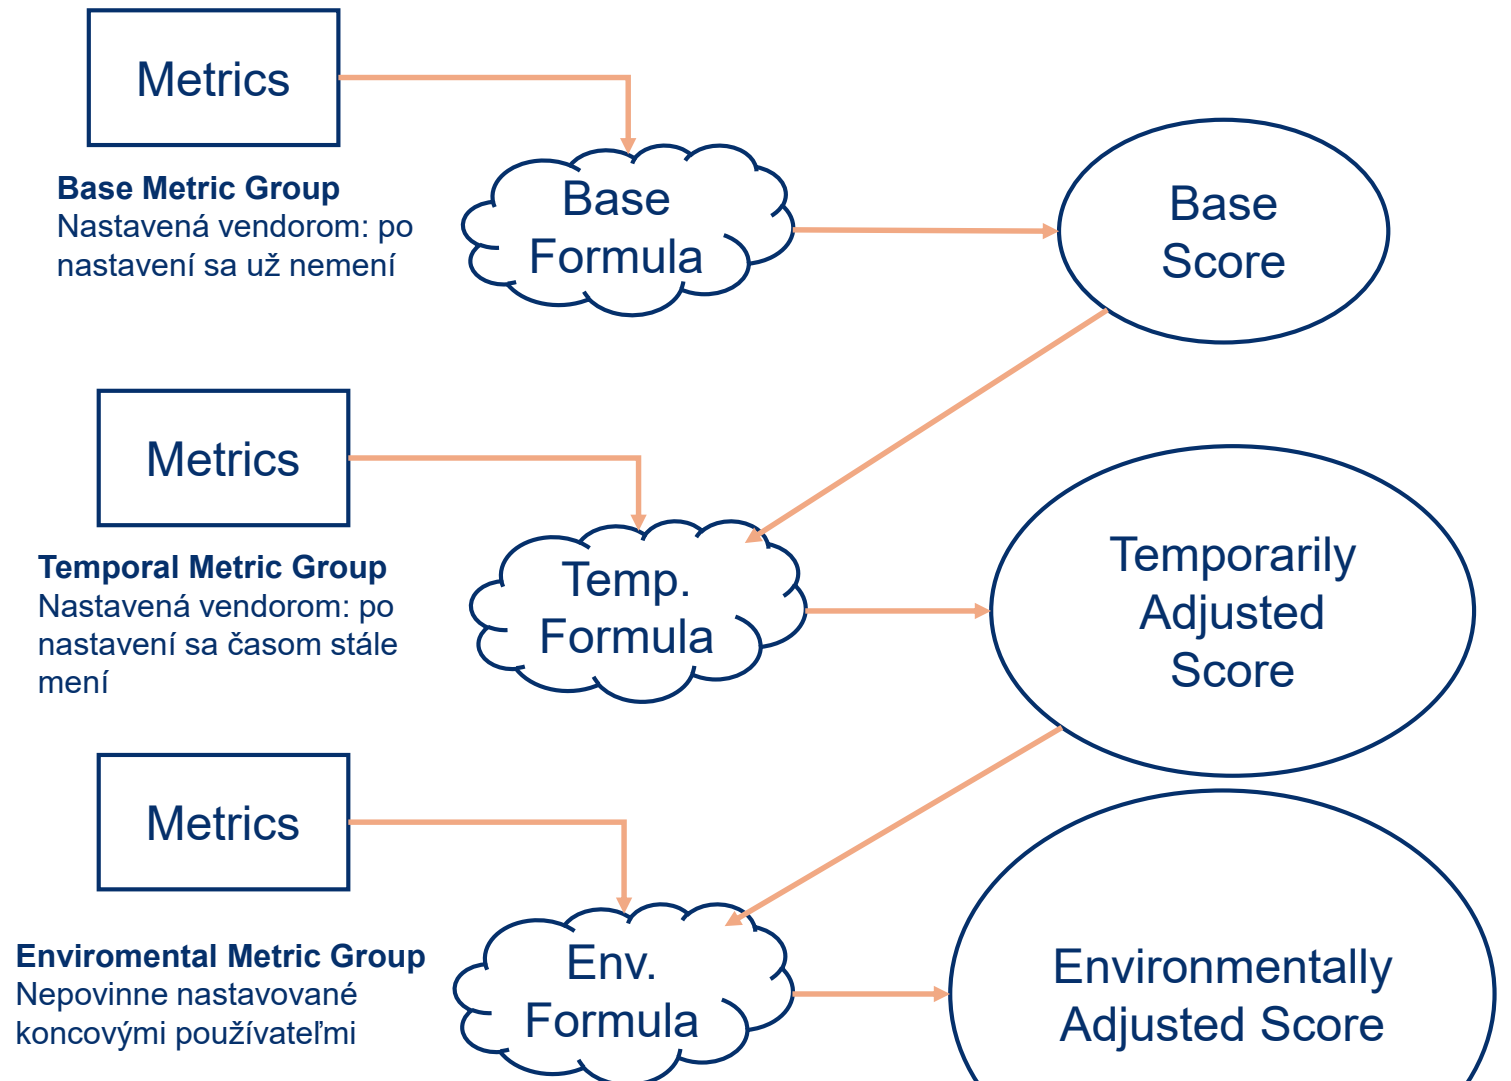 Metrics
Base Metric Group
Nastavená vendorom: po
nastavení sa už nemení
Base
Formula
Base
Score
Metrics
Temporal Metric Group
Nastavená vendorom: po
nastavení sa časom stále
mení
Temp.
Formula
Temporarily
Adjusted
Score
Metrics
Enviromental Metric Group
Nepovinne nastavované
koncovými používateľmi
Env.
Formula
Environmentally
Adjusted Score